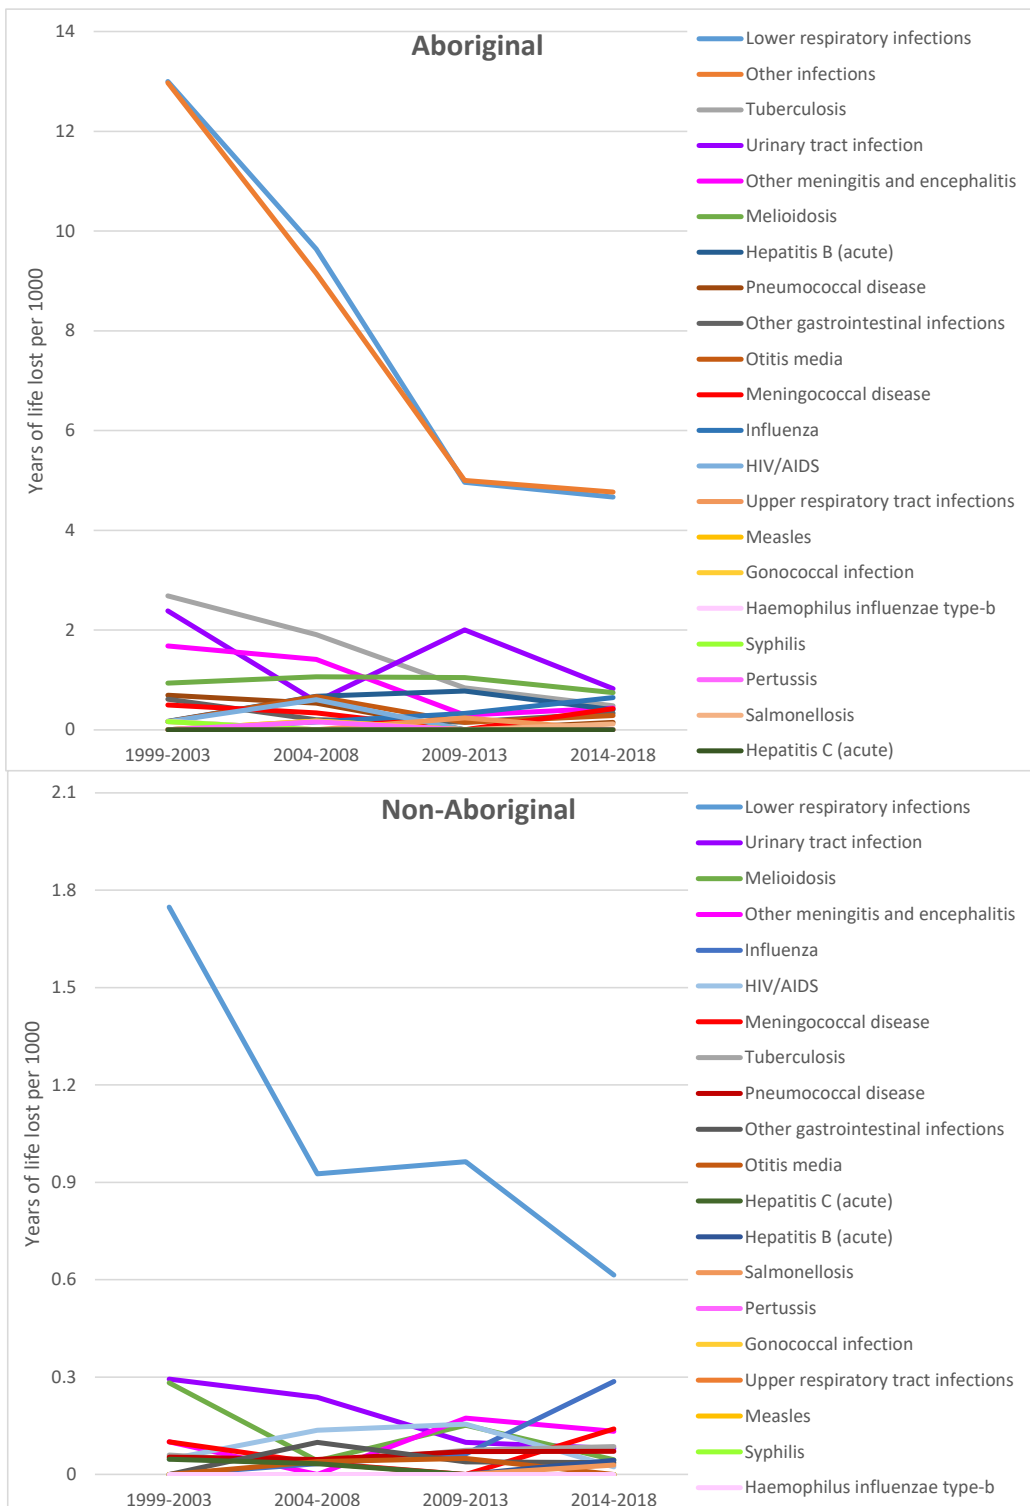 Aboriginal
Years of life lost per 1000
14
12
10
8
6
4
2
0
1999-2003
2004-2008
2009-2013
2014-2018
Lower respiratory infections
Other infections
Tuberculosis
Urinary tract infection
Other meningitis and encephalitis
Melioidosis
Hepatitis B (acute)
Pneumococcal disease
Other gastrointestinal infections
Otitis media
Meningococcal disease
Influenza
HIV/AIDS
Upper respiratory tract infections
Measles
Gonococcal infection
Haemophilus influenzae type-b
Syphilis
Pertussis
Salmonellosis
Hepatitis C (acute)
Non-Aboriginal
Years of life lost per 1000
2.1
1.8
1.5
1.2
0.9
0.6
0.3
0
1999-2003
2004-2008
2009-2013
2014-2018
Lower respiratory infections
Urinary tract infection
Melioidosis
Other meningitis and encephalitis
Influenza
HIV/AIDS
Meningococcal disease
Tuberculosis
Pneumococcal disease
Other gastrointestinal infections
Otitis media
Hepatitis C (acute)
Hepatitis B (acute)
Salmonellosis
Pertussis
Gonococcal infection
Upper respiratory tract infections
Measles
Syphilis
Haemophilus influenzae type-b